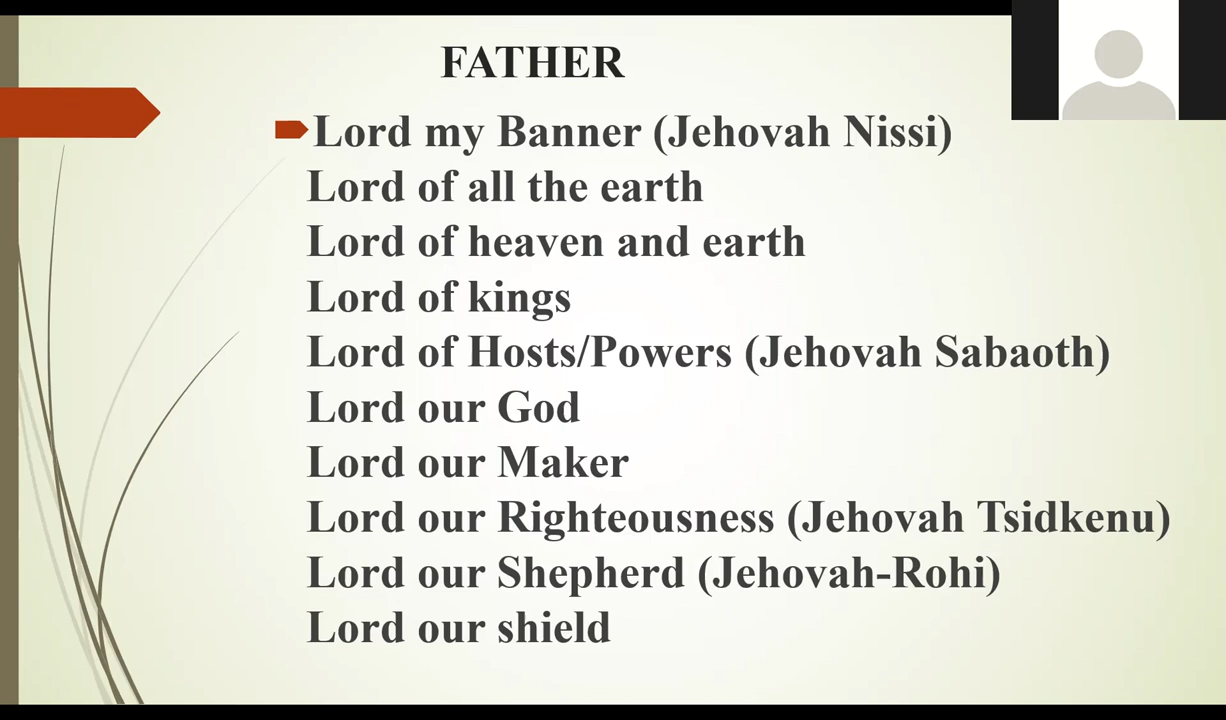 FATHER
Lord my Banner (Jehovah Nissi)
Lord of all the earth
Lord of heaven and earth
Lord of kings
Lord of Hosts/Powers (Jehovah Sabaoth)
Lord our God
Lord our Maker
Lord our Righteousness (Jehovah Tsidkenu)
Lord our Shepherd (Jehovah-Rohi)
Lord our shield